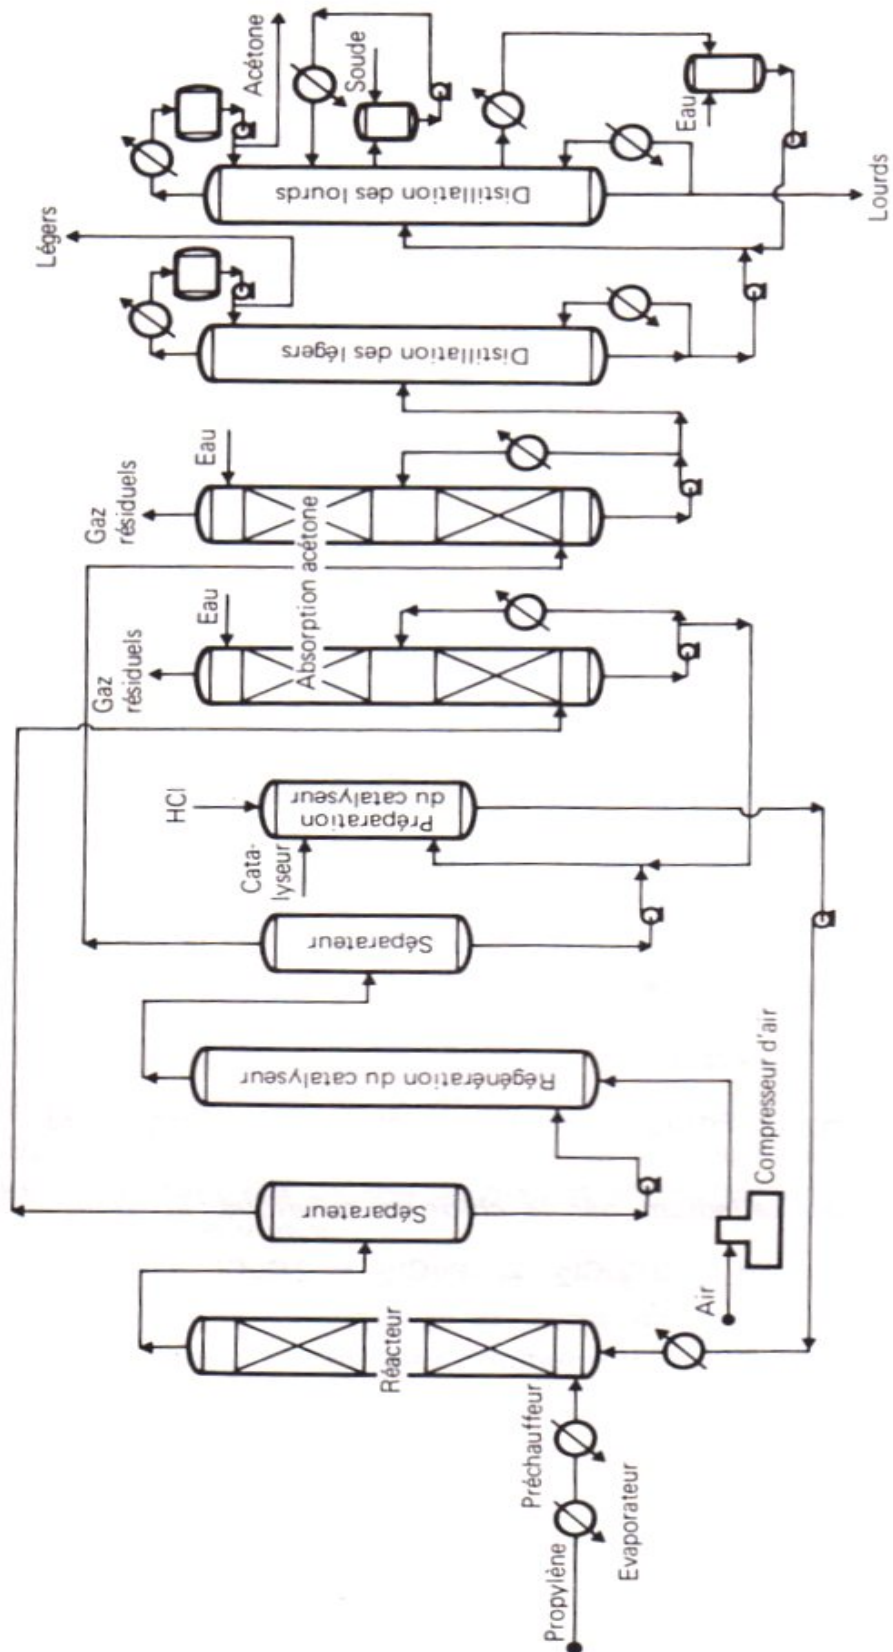 Propylène
Evaporateur
Préchauffeur
Réacteur
Séparateur
Air
Compresseur d'air
Régénération du catalyseur
Séparateur
Cata-
lyseur
HCl
Préparation
du catalyseur
Gaz
résiduels
Eau
Absorption acétone
Gaz
résiduels
Eau
Distillation des légers
Légers
Distillation des lourds
Acétone
Soude
Eau
Lourds